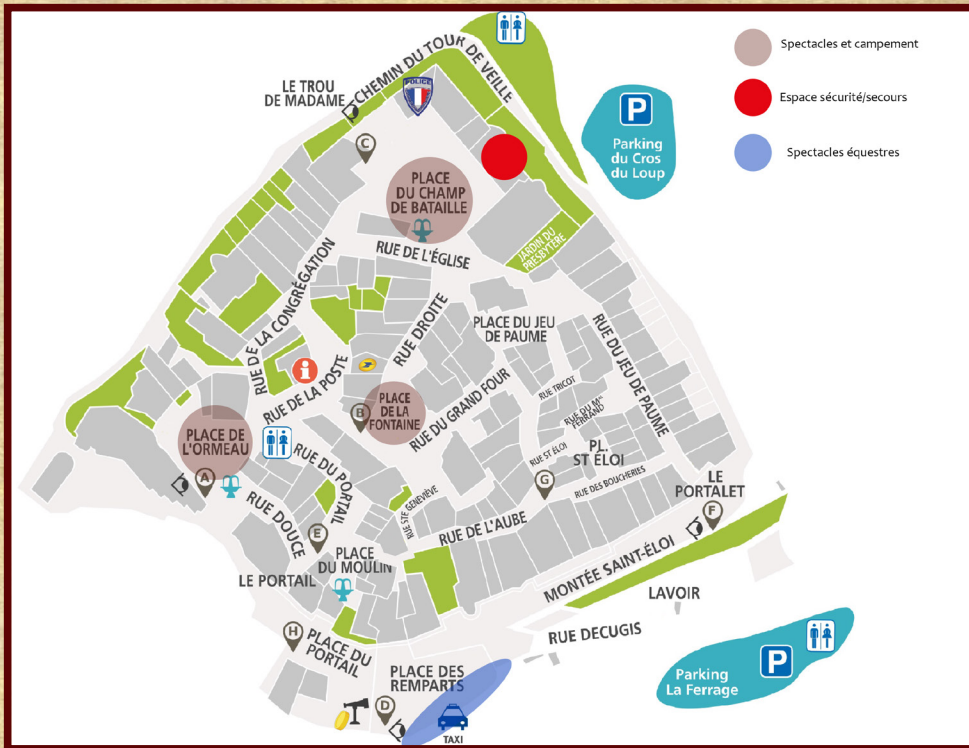 Spectacles et campement
Espace sécurité/secours
Spectacles équestres
CHEMIN DU TOUR DE VEILLE
LE TROU
DE MADAME
POLICE
C
P
Parking
du Cros
du Loup
PLACE
DU CHAMP
DE BATAILLE
RUE DE L'ÉGLISE
JARDIN DU
PRESBYTÈRE
RUE DE LA CONGRÉGATION
RUE DROITE
PLACE DU JEU
DE PAUME
RUE DU JEU DE PAUME
i
RUE DE LA POSTE
B
PLACE
DE LA
FONTAINE
RUE DU GRAND FOUR
RUE TRICOT
RUE DU Mal
FERRAND
PLACE DE
L'ORMEAU
RUE DU PORTAIL
RUE ST ÉLOI
PL.
ST ÉLOI
A
RUE DOUCE
RUE STE GENEVIÈVE
G
RUE DES BOUCHERIES
LE
PORTALET
F
E
RUE DE L'AUBE
PLACE
DU MOULIN
LE PORTAIL
MONTÉE SAINT-ÉLOI
LAVOIR
RUE DECUGIS
H
PLACE DU
PORTAIL
PLACE DES
REMPARTS
P
Parking
La Ferrage
D
TAXI